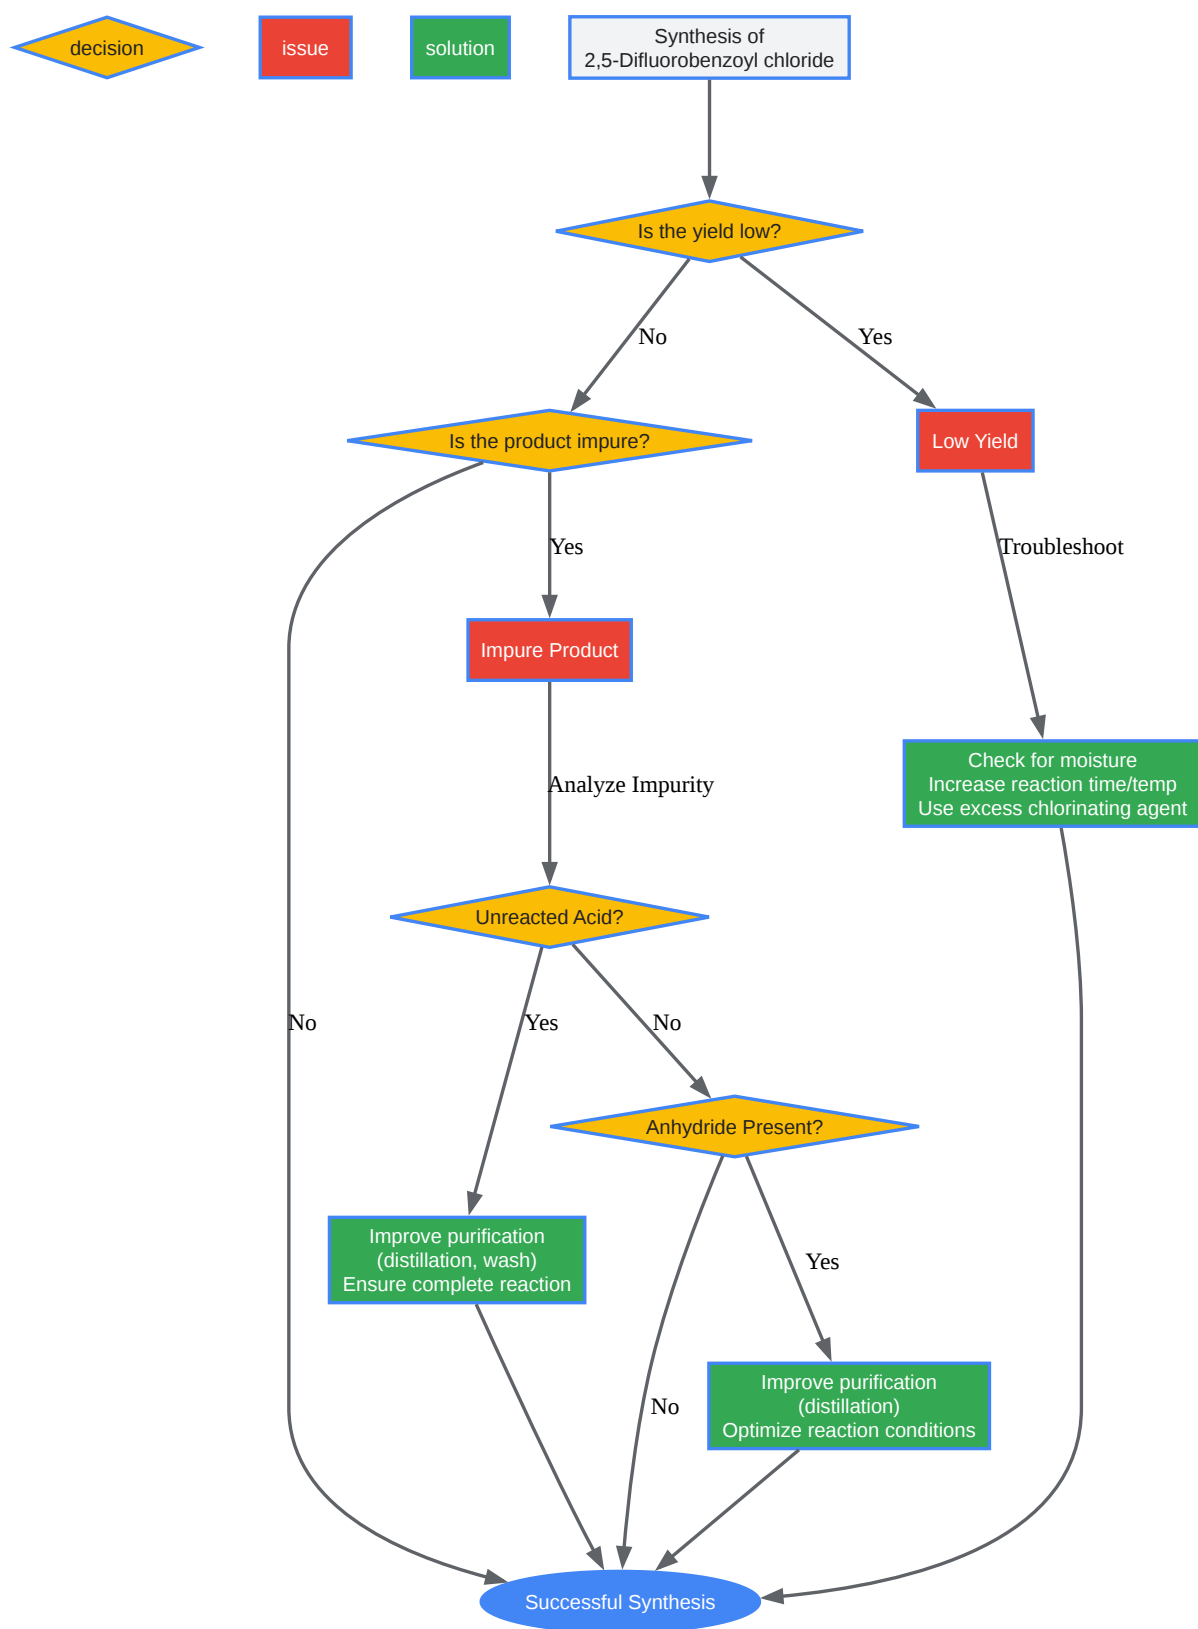 decision
issue
solution
Synthesis of
2,5-Difluorobenzoyl chloride
Is the yield low?
No
Yes
Is the product impure?
Low Yield
Yes
Troubleshoot
Impure Product
Check for moisture
Increase reaction time/temp
Use excess chlorinating agent
Analyze Impurity
Unreacted Acid?
No
Yes
No
Anhydride Present?
Improve purification
(distillation, wash)
Ensure complete reaction
Yes
No
Improve purification
(distillation)
Optimize reaction conditions
Successful Synthesis